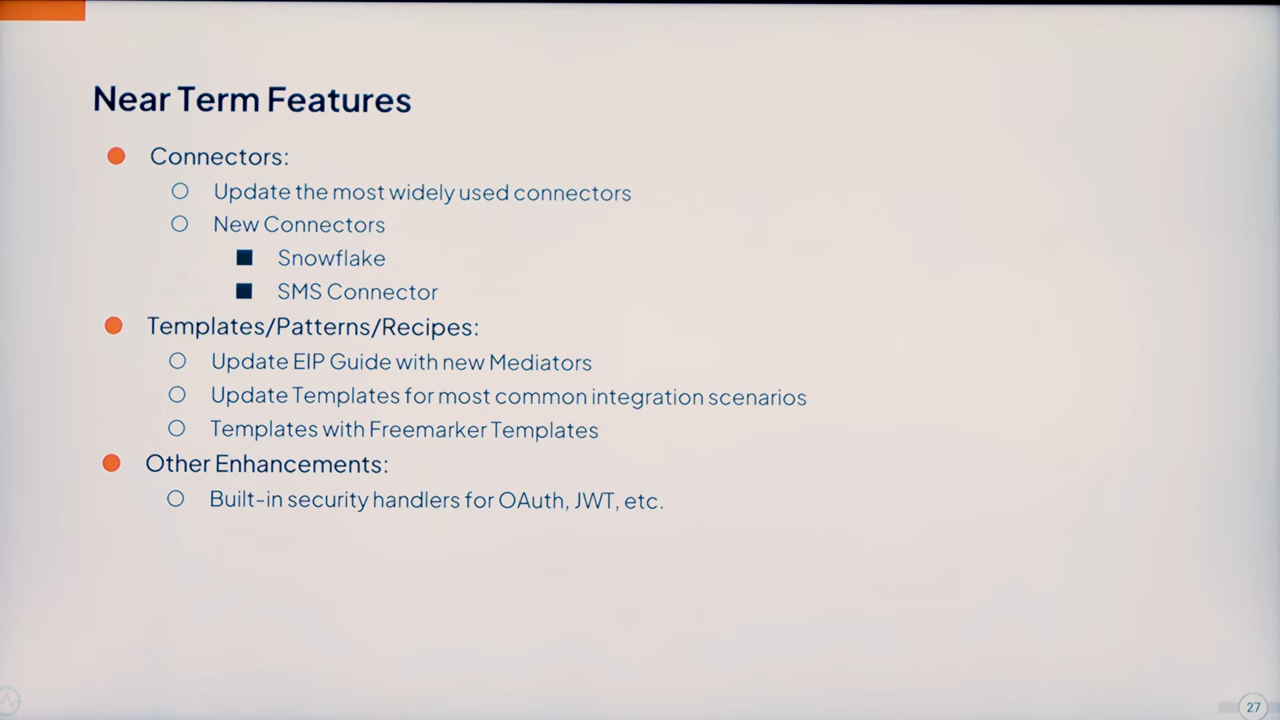 Near Term Features
Connectors:
Update the most widely used connectors
New Connectors
Snowflake
SMS Connector
Templates/Patterns/Recipes:
Update EIP Guide with new Mediators
Update Templates for most common integration scenarios
Templates with Freemarker Templates
Other Enhancements:
Built-in security handlers for OAuth, JWT, etc.
27